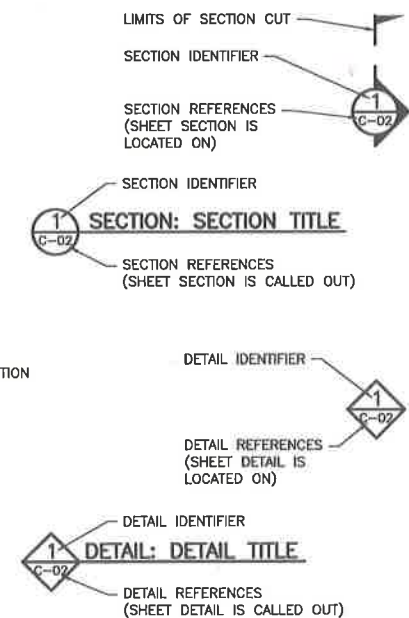 LIMITS OF SECTION CUT
SECTION IDENTIFIER
1
C-02
SECTION REFERENCES
(SHEET SECTION IS
LOCATED ON)
SECTION IDENTIFIER
1
C-02
SECTION: SECTION TITLE
SECTION REFERENCES
(SHEET SECTION IS CALLED OUT)
TION
DETAIL IDENTIFIER
1
C-02
DETAIL REFERENCES
(SHEET DETAIL IS
LOCATED ON)
DETAIL IDENTIFIER
1
C-02
DETAIL: DETAIL TITLE
DETAIL REFERENCES
(SHEET DETAIL IS CALLED OUT)